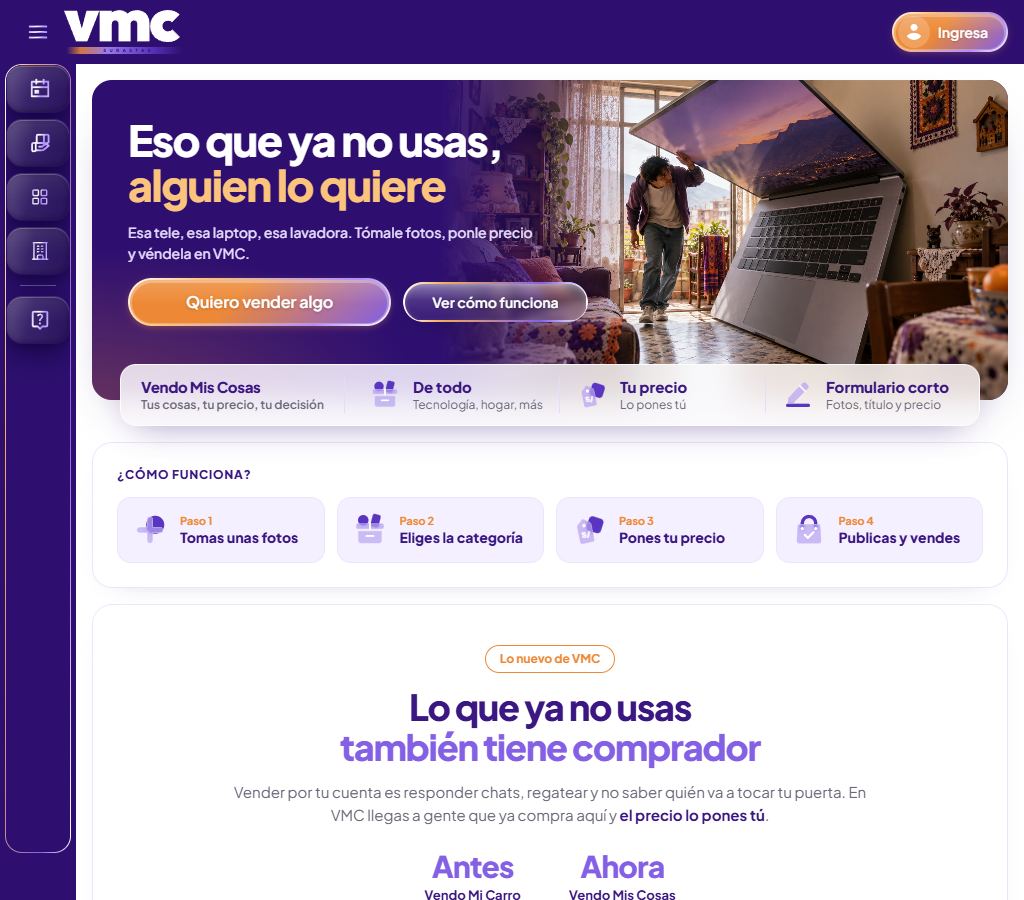 vmc
SUBASTAS
Ingresa
Eso que ya no usas,
alguien lo quiere
Esa tele, esa laptop, esa lavadora. Tómale fotos, ponle precio
y véndela en VMC.
Quiero vender algo
Ver cómo funciona
Vendo Mis Cosas
Tus cosas, tu precio, tu decisión
De todo
Tecnología, hogar, más
Tu precio
Lo pones tú
Formulario corto
Fotos, título y precio
¿CÓMO FUNCIONA?
Paso 1
Tomas unas fotos
Paso 2
Eliges la categoría
Paso 3
Pones tu precio
Paso 4
Publicas y vendes
Lo nuevo de VMC
Lo que ya no usas
también tiene comprador
Vender por tu cuenta es responder chats, regatear y no saber quién va a tocar tu puerta. En
VMC llegas a gente que ya compra aquí y el precio lo pones tú.
Antes
Vendo Mi Carro
Ahora
Vendo Mis Cosas